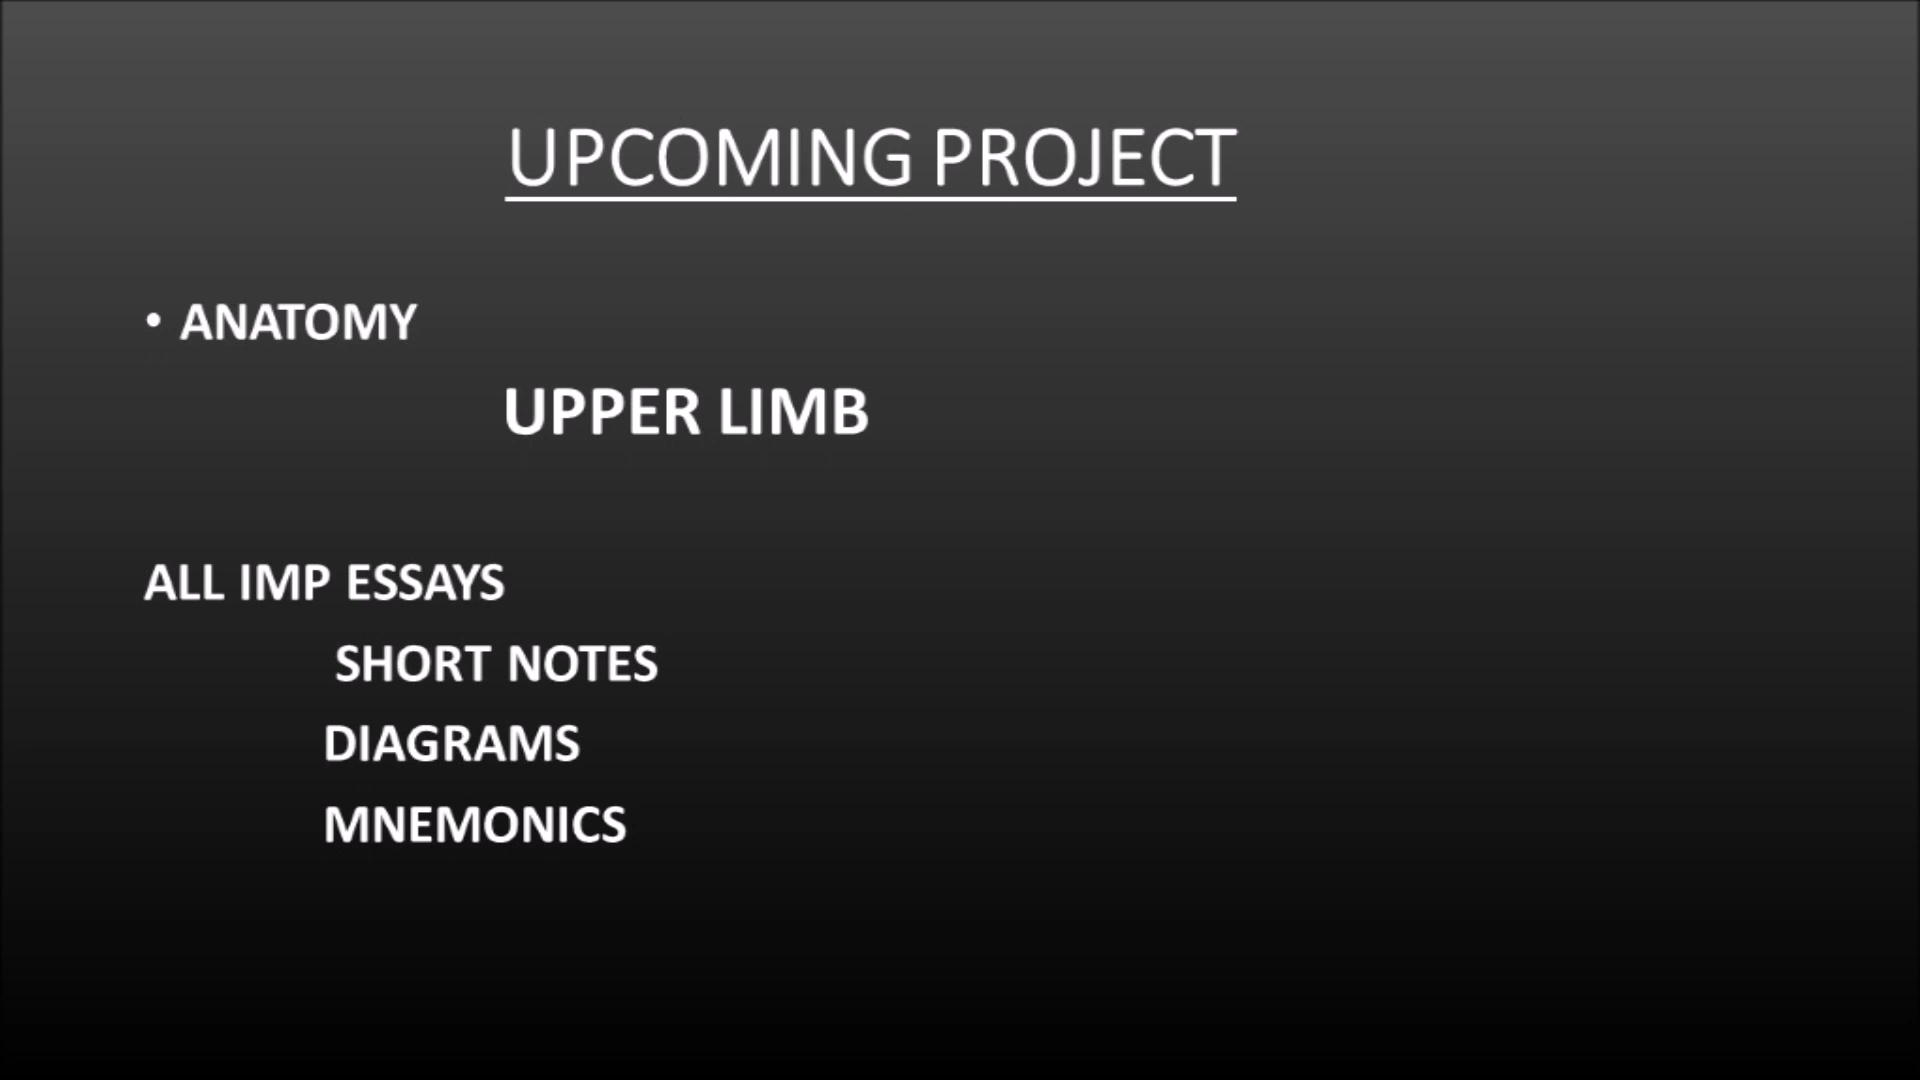 UPCOMING PROJECT
• ANATOMY
UPPER LIMB
ALL IMP ESSAYS
SHORT NOTES
DIAGRAMS
MNEMONICS